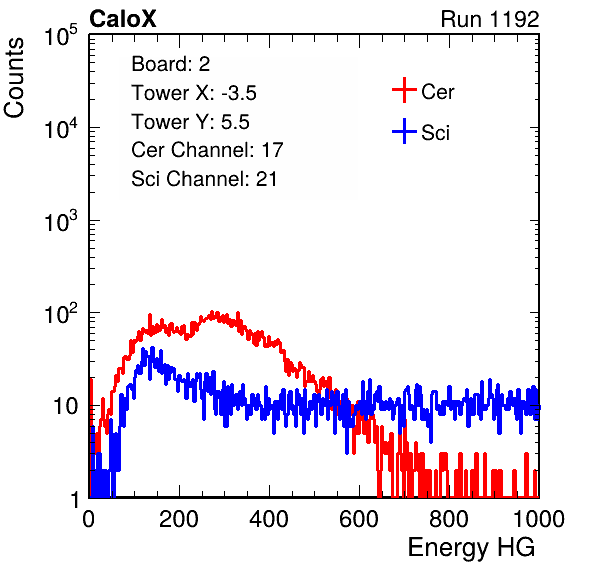 CaloX Run 1192
Counts
Board: 2
Tower X: -3.5
Tower Y: 5.5
Cer Channel: 17
Sci Channel: 21
Cer
Sci
10^5
10^4
10^3
10^2
10
1
0 200 400 600 800 1000
Energy HG